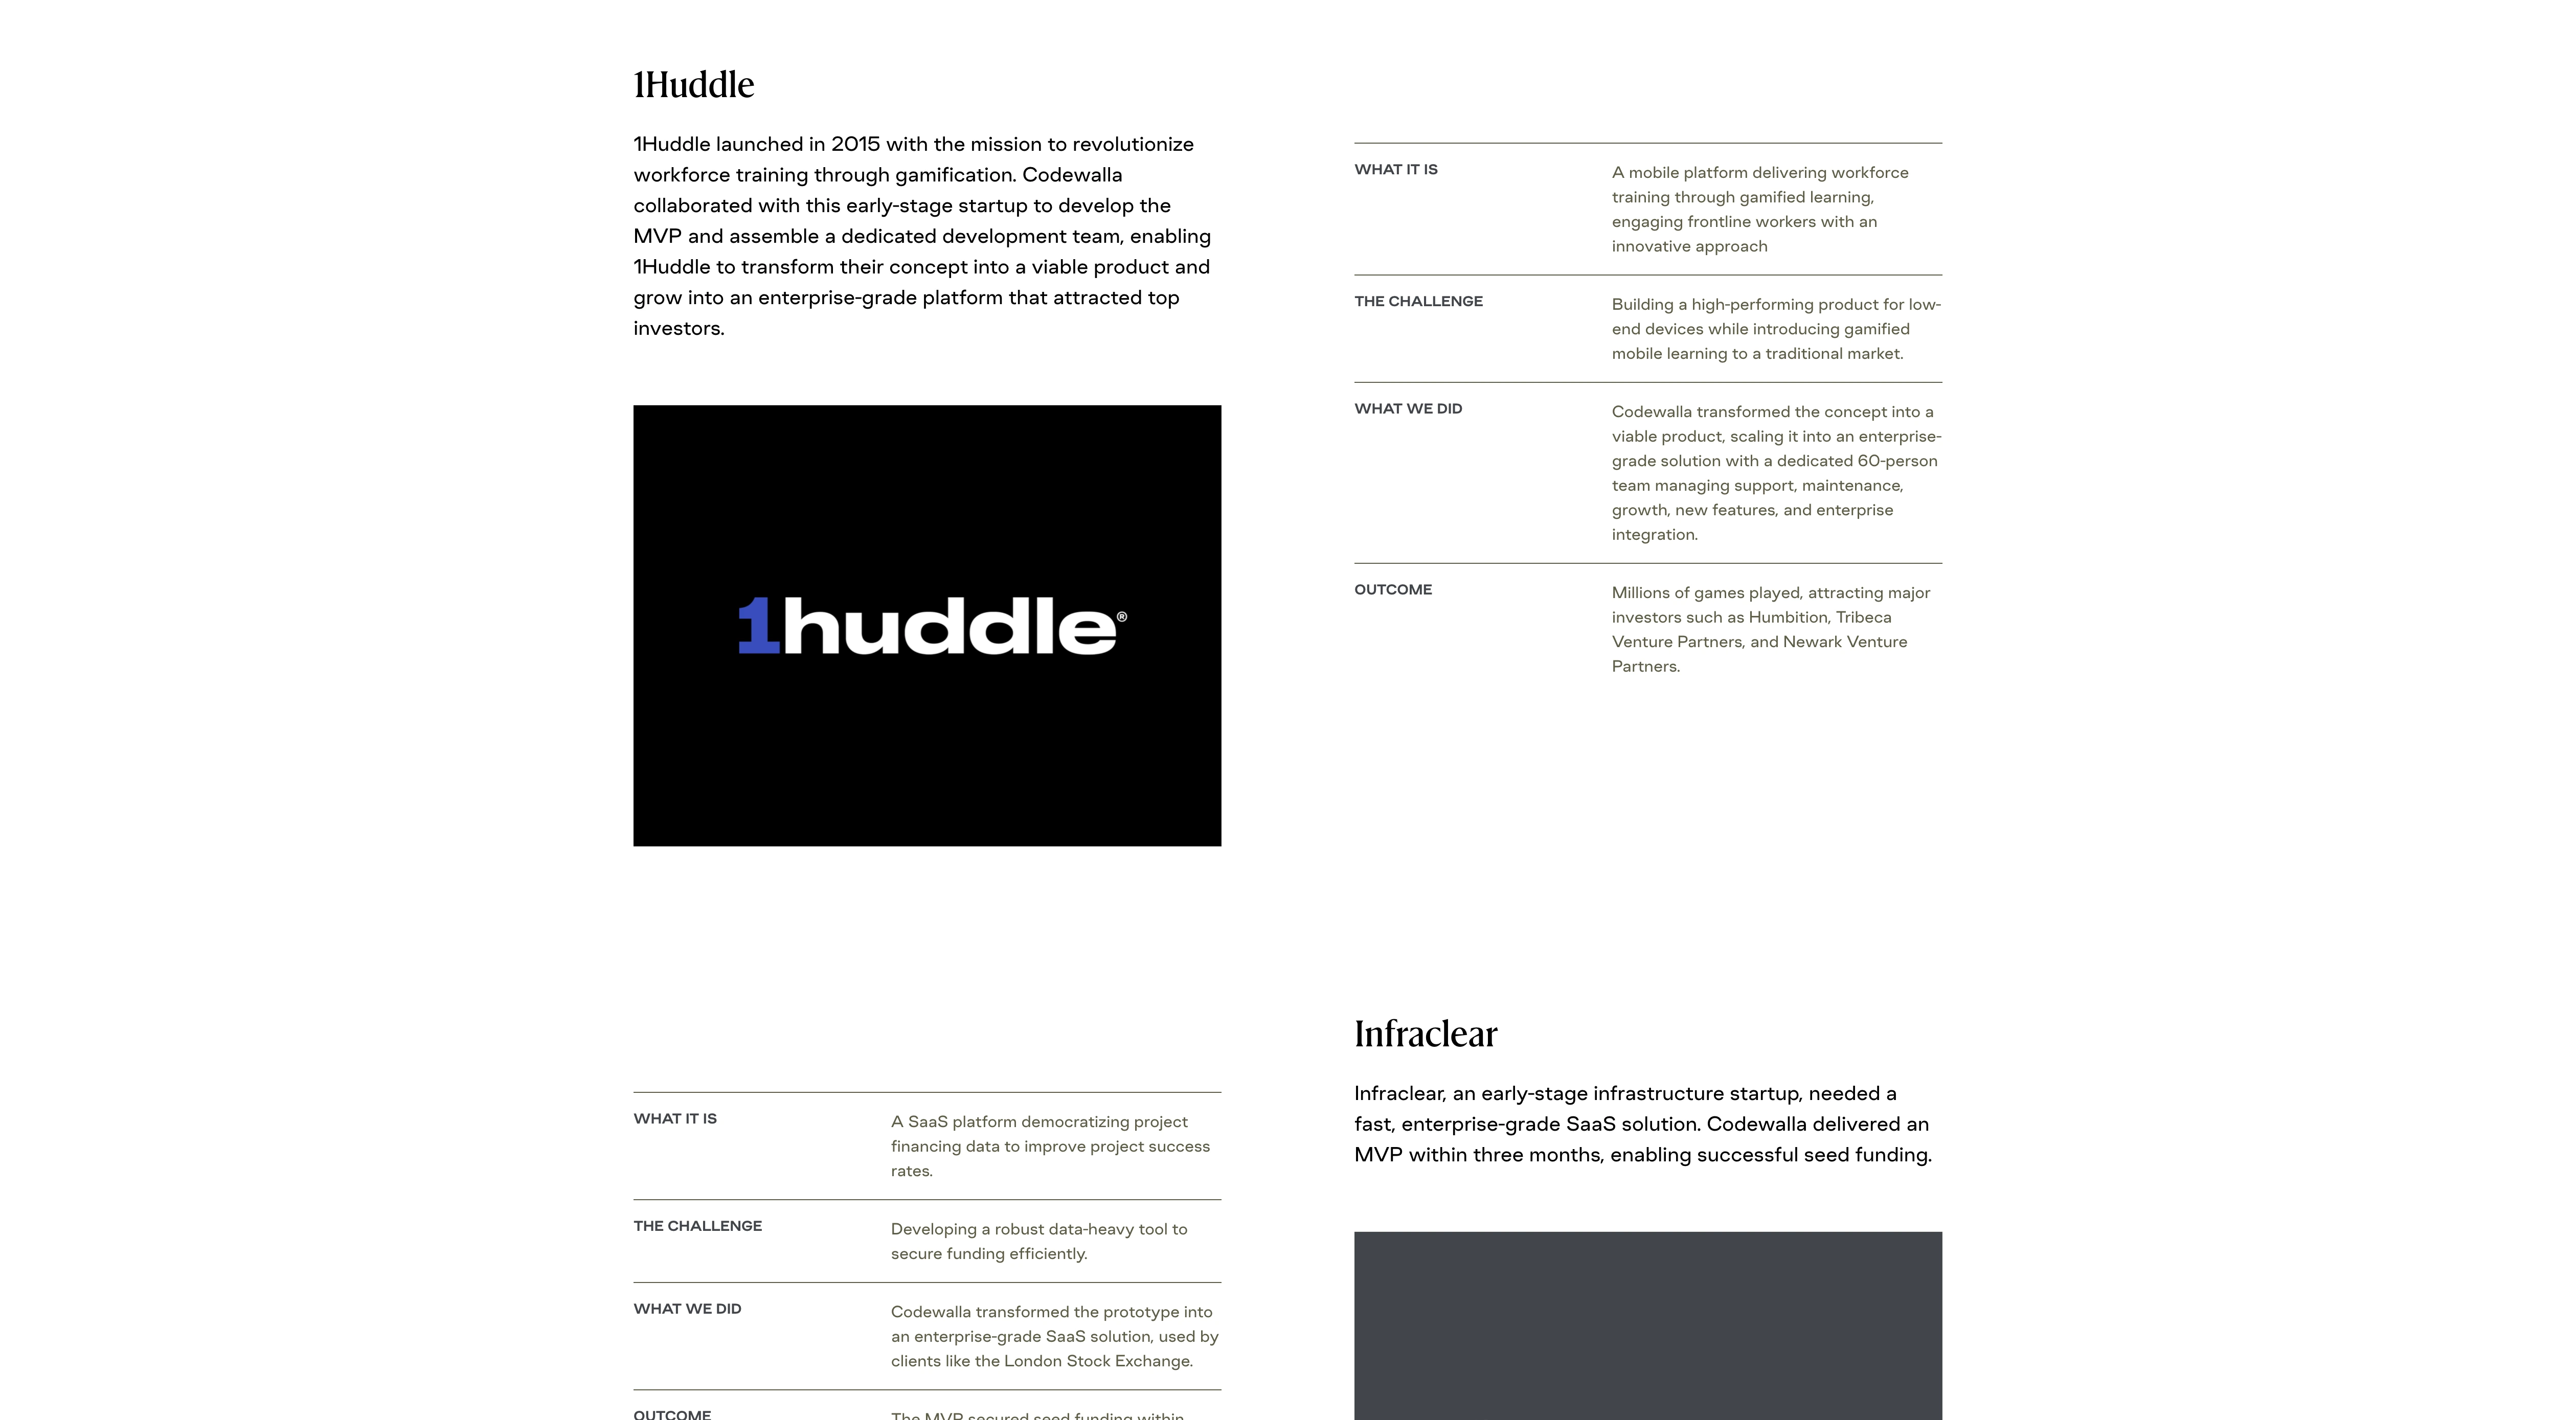 1Huddle
1Huddle launched in 2015 with the mission to revolutionize
workforce training through gamification. Codewalla
collaborated with this early-stage startup to develop the
MVP and assemble a dedicated development team, enabling
1Huddle to transform their concept into a viable product and
grow into an enterprise-grade platform that attracted top
investors.
1huddle®
WHAT IT IS
A mobile platform delivering workforce
training through gamified learning,
engaging frontline workers with an
innovative approach
THE CHALLENGE
Building a high-performing product for low-
end devices while introducing gamified
mobile learning to a traditional market.
WHAT WE DID
Codewalla transformed the concept into a
viable product, scaling it into an enterprise-
grade solution with a dedicated 60-person
team managing support, maintenance,
growth, new features, and enterprise
integration.
OUTCOME
Millions of games played, attracting major
investors such as Humbition, Tribeca
Venture Partners, and Newark Venture
Partners.
Infraclear
Infraclear, an early-stage infrastructure startup, needed a
fast, enterprise-grade SaaS solution. Codewalla delivered an
MVP within three months, enabling successful seed funding.
WHAT IT IS
A SaaS platform democratizing project
financing data to improve project success
rates.
THE CHALLENGE
Developing a robust data-heavy tool to
secure funding efficiently.
WHAT WE DID
Codewalla transformed the prototype into
an enterprise-grade SaaS solution, used by
clients like the London Stock Exchange.
OUTCOME
The MVP secured seed funding within